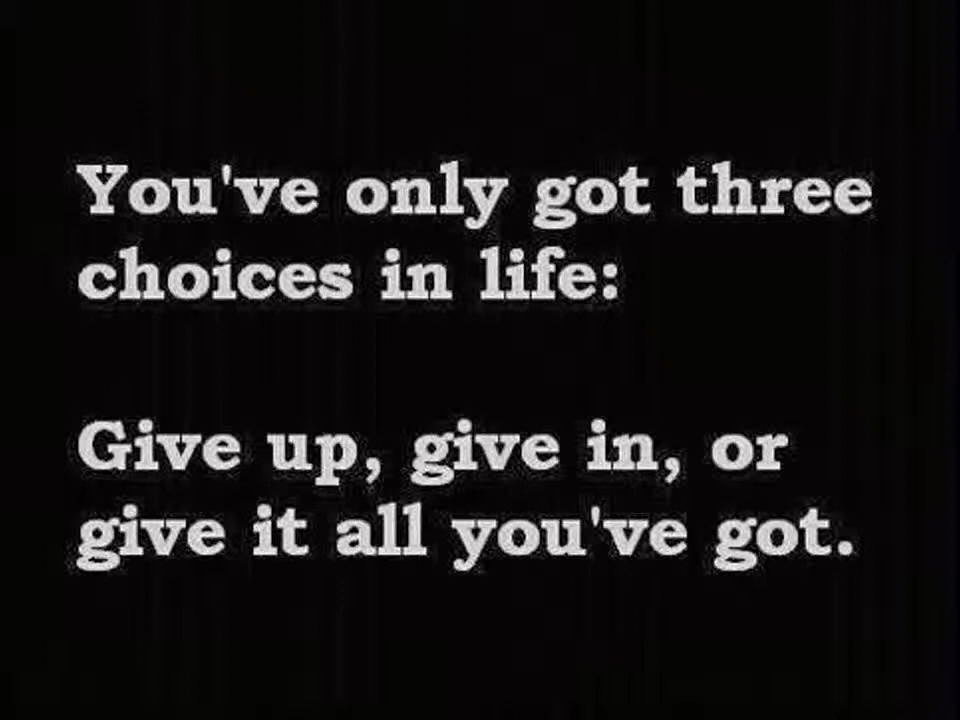 You've only got three
choices in life:
Give up, give in, or
give it all you've got.